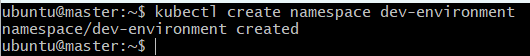 ubuntu@master:~$ kubectl create namespace dev-environment
namespace/dev-environment created
ubuntu@master:~$